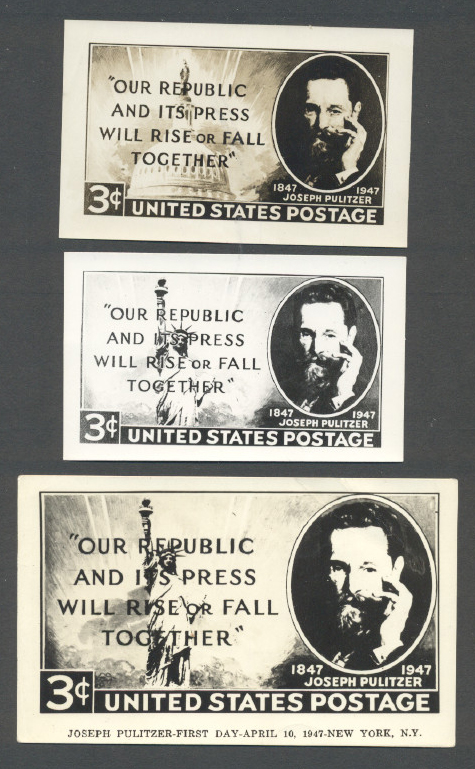 "OUR REPUBLIC
AND ITS PRESS
WILL RISE OR FALL
TOGETHER"
1847 1947
JOSEPH PULITZER
3¢ UNITED STATES POSTAGE
"OUR REPUBLIC
AND ITS PRESS
WILL RISE OR FALL
TOGETHER"
1847 1947
JOSEPH PULITZER
3¢ UNITED STATES POSTAGE
"OUR REPUBLIC
AND ITS PRESS
WILL RISE OR FALL
TOGETHER"
1847 1947
JOSEPH PULITZER
3¢ UNITED STATES POSTAGE
JOSEPH PULITZER-FIRST DAY-APRIL 10, 1947-NEW YORK, N.Y.